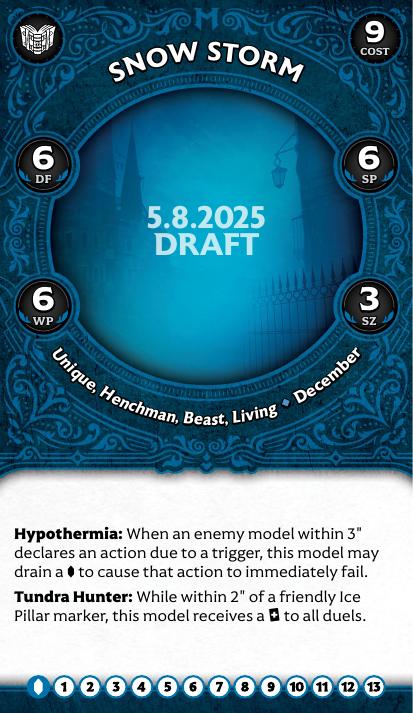 9
COST
SNOW STORM
6
DF
6
SP
5.8.2025
DRAFT
6
WP
3
SZ
Unique, Henchman, Beast, Living ◆ December
Hypothermia: When an enemy model within 3"
declares an action due to a trigger, this model may
drain a ⬮ to cause that action to immediately fail.
Tundra Hunter: While within 2" of a friendly Ice
Pillar marker, this model receives a 🂠 to all duels.
1 2 3 4 5 6 7 8 9 10 11 12 13